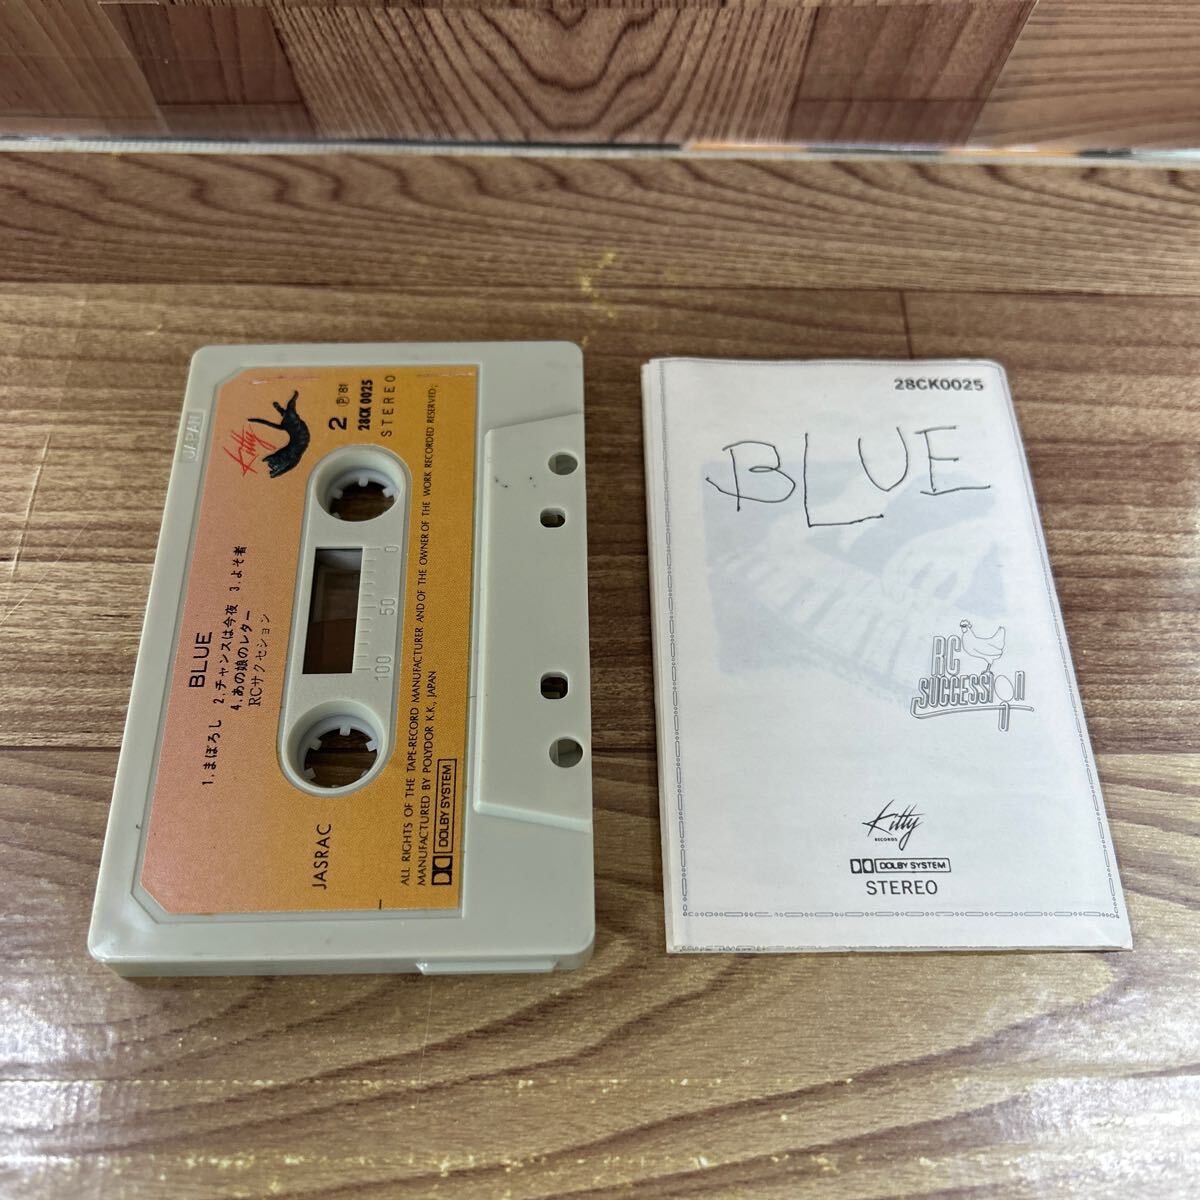 JAPAN
Kitty
2 Ⓟ'81
28CK 0025
STEREO
BLUE
1.まぼろし 2.チャンスは今夜 3.よそ者
4.あの娘のレター
RCサクセション
0
50
100
JASRAC
ALL RIGHTS OF THE TAPE-RECORD MANUFACTURER AND OF THE OWNER OF THE WORK RECORDED RESERVED;
MANUFACTURED BY POLYDOR K.K., JAPAN
DOLBY SYSTEM
28CK0025
BLUE
RC
SUCCESSION
Kitty
RECORDS
DOLBY SYSTEM
STEREO